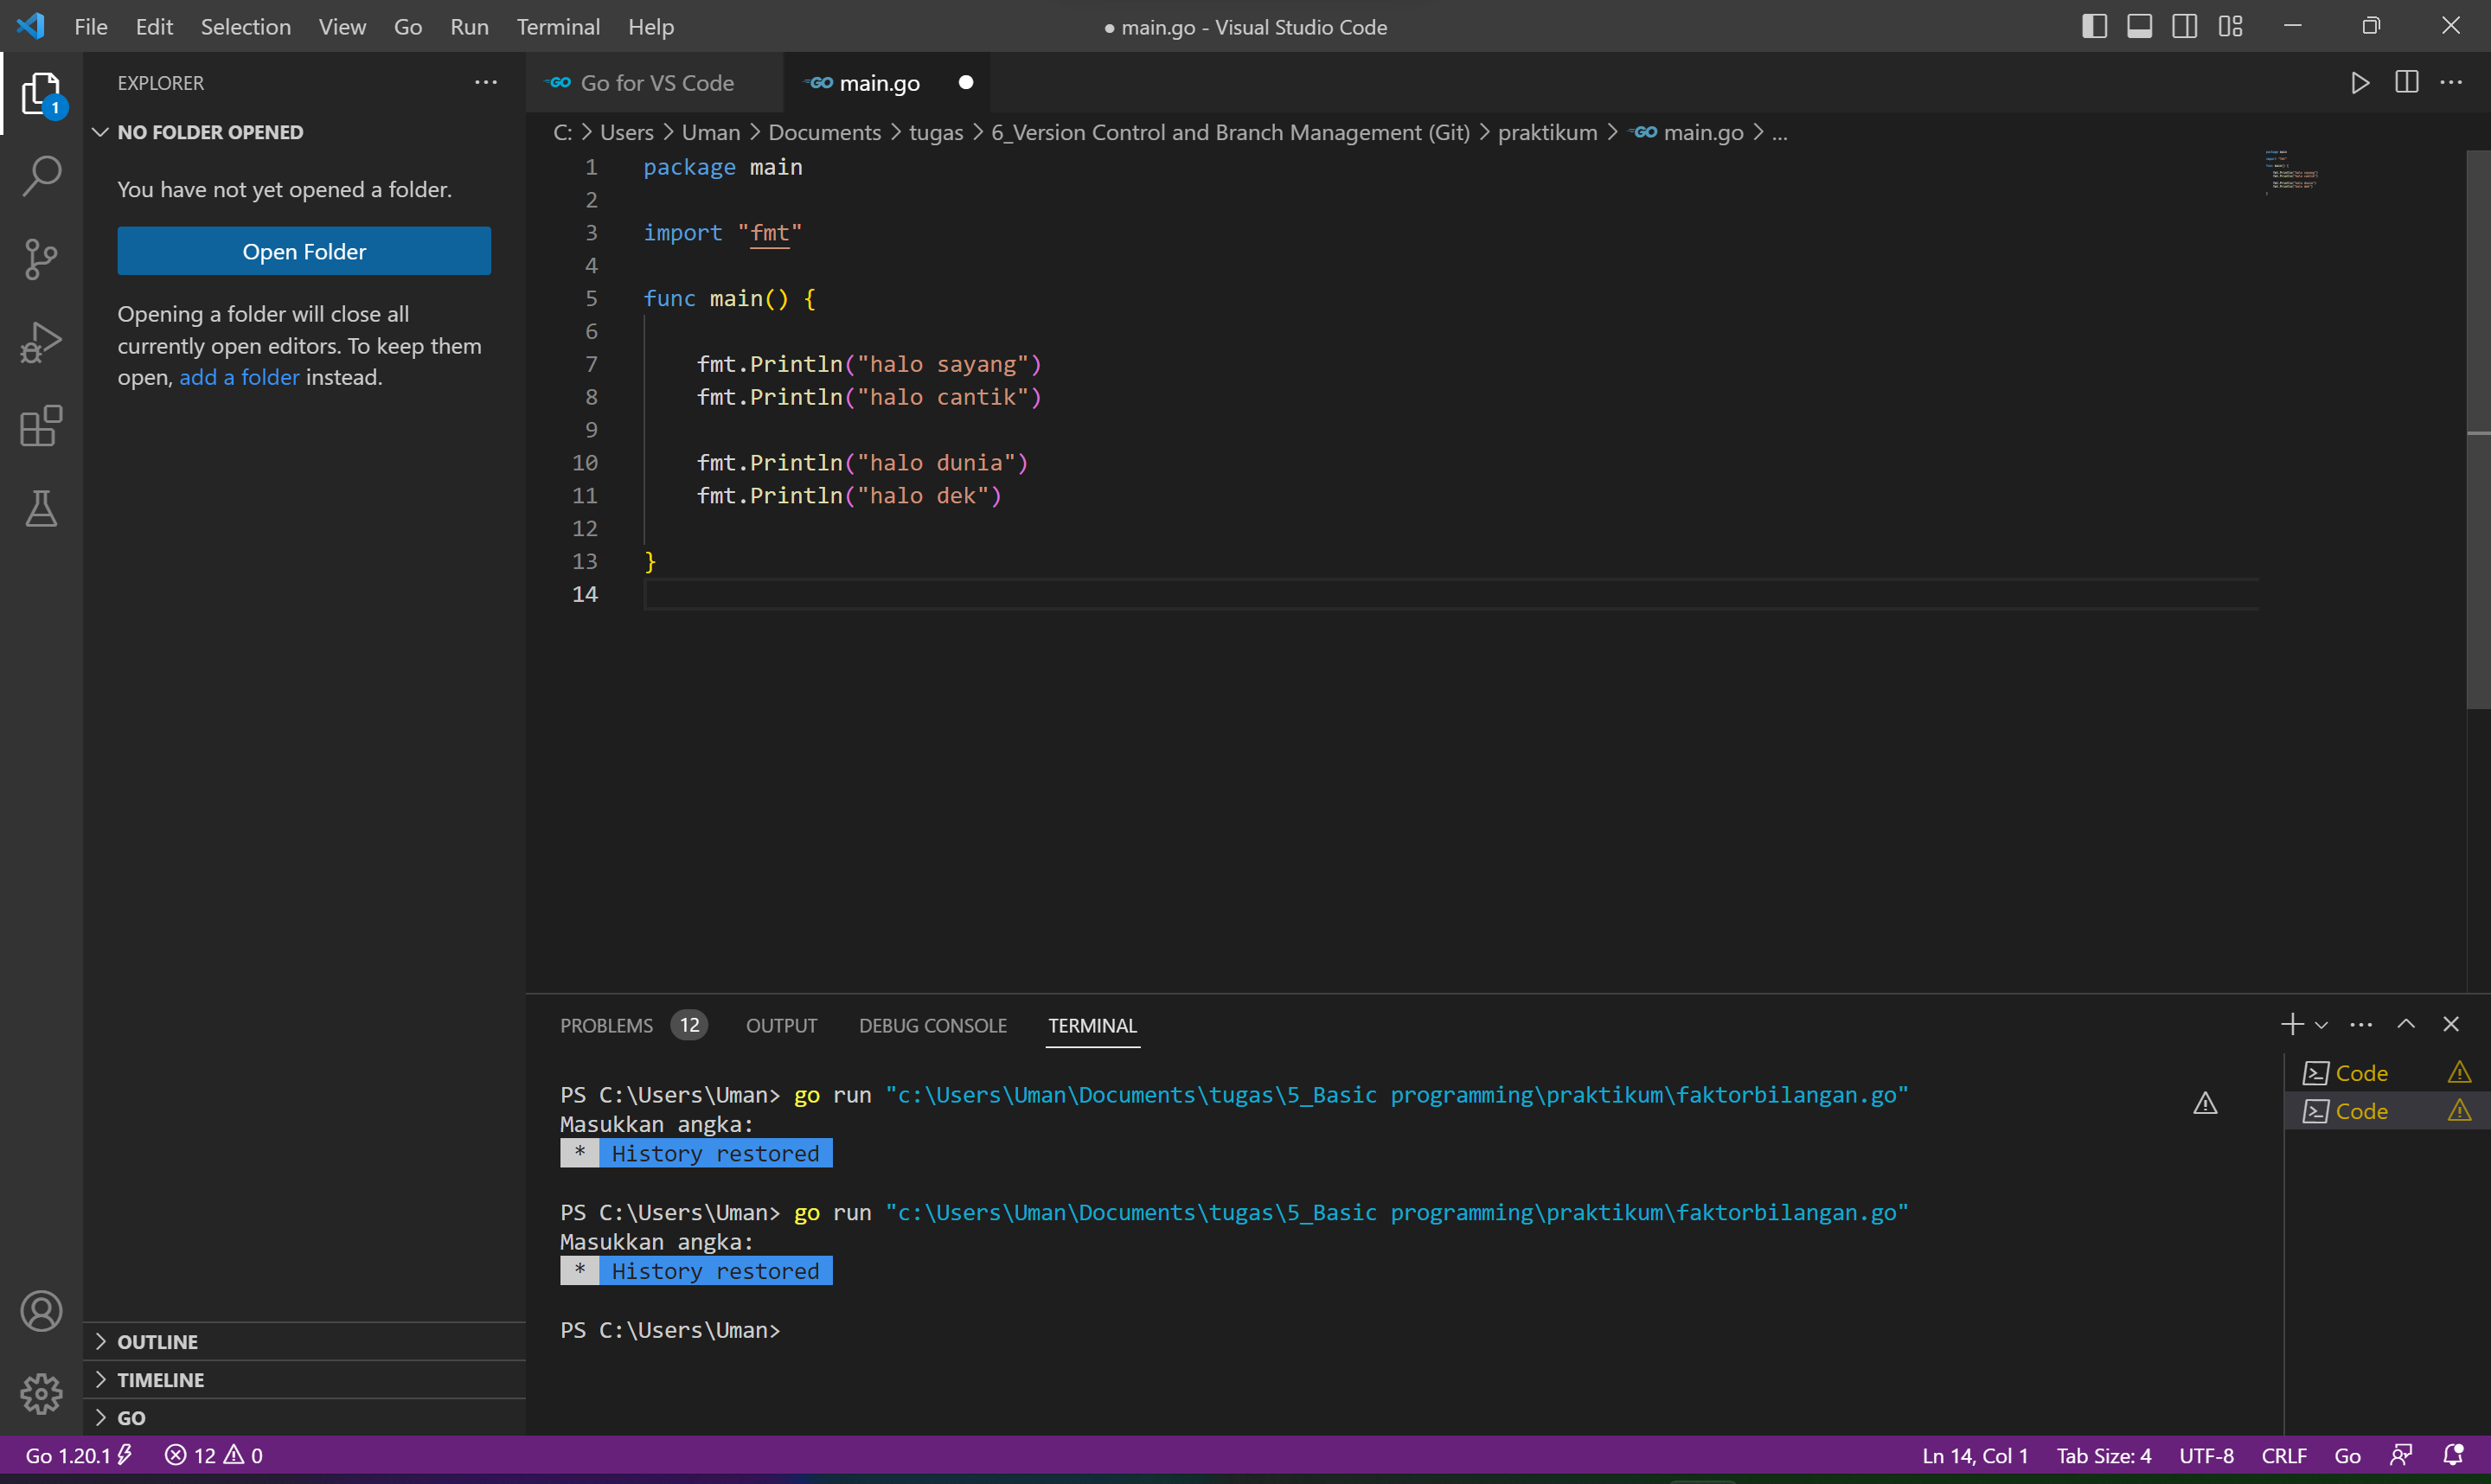 File Edit Selection View Go Run Terminal Help
● main.go - Visual Studio Code
EXPLORER
1
NO FOLDER OPENED
You have not yet opened a folder.
Open Folder
Opening a folder will close all
currently open editors. To keep them
open, add a folder instead.
OUTLINE
TIMELINE
GO
GO Go for VS Code
GO main.go
C: > Users > Uman > Documents > tugas > 6_Version Control and Branch Management (Git) > praktikum > GO main.go > ...
1 package main
2
3 import "fmt"
4
5 func main() {
6
7 fmt.Println("halo sayang")
8 fmt.Println("halo cantik")
9
10 fmt.Println("halo dunia")
11 fmt.Println("halo dek")
12
13 }
14
PROBLEMS 12 OUTPUT DEBUG CONSOLE TERMINAL
PS C:\Users\Uman> go run "c:\Users\Uman\Documents\tugas\5_Basic programming\praktikum\faktorbilangan.go"
Masukkan angka:
* History restored
PS C:\Users\Uman> go run "c:\Users\Uman\Documents\tugas\5_Basic programming\praktikum\faktorbilangan.go"
Masukkan angka:
* History restored
PS C:\Users\Uman>
Code
Code
Go 1.20.1 12 0
Ln 14, Col 1 Tab Size: 4 UTF-8 CRLF Go